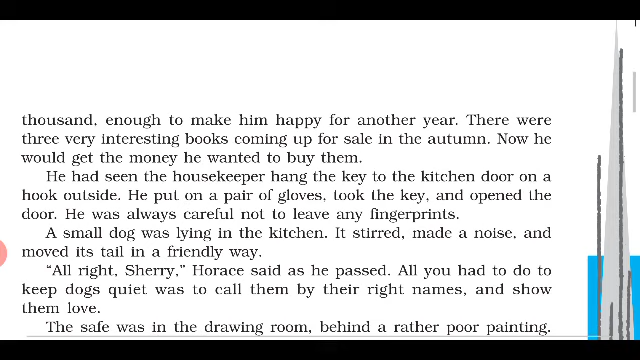 thousand, enough to make him happy for another year. There were
three very interesting books coming up for sale in the autumn. Now he
would get the money he wanted to buy them.
He had seen the housekeeper hang the key to the kitchen door on a
hook outside. He put on a pair of gloves, took the key, and opened the
door. He was always careful not to leave any fingerprints.
A small dog was lying in the kitchen. It stirred, made a noise, and
moved its tail in a friendly way.
“All right, Sherry,” Horace said as he passed. All you had to do to
keep dogs quiet was to call them by their right names, and show
them love.
The safe was in the drawing room, behind a rather poor painting.